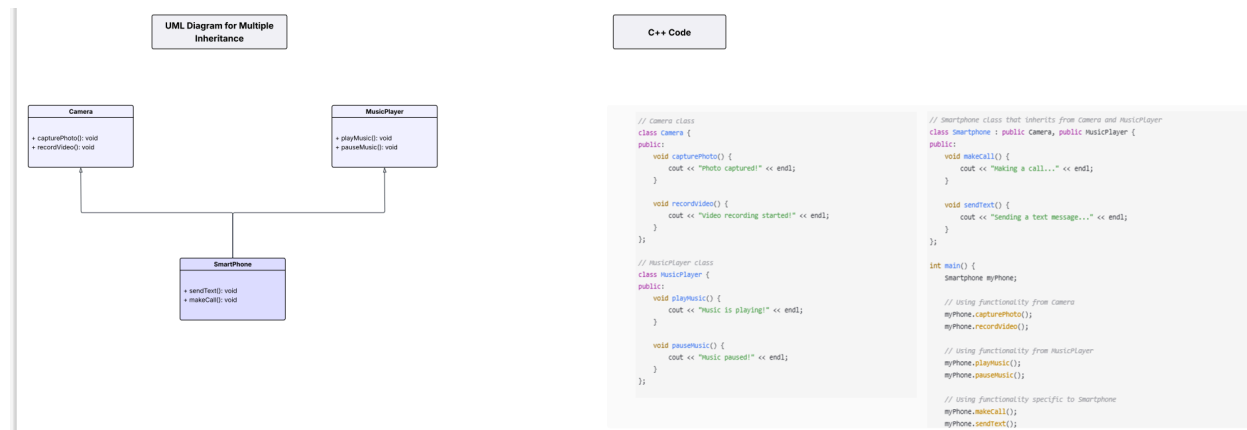 UML Diagram for Multiple
Inheritance
Camera
+ capturePhoto(): void
+ recordVideo(): void
MusicPlayer
+ playMusic(): void
+ pauseMusic(): void
SmartPhone
+ sendText(): void
+ makeCall(): void
C++ Code
// Camera class
class Camera {
public:
void capturePhoto() {
cout << "Photo captured!" << endl;
}
void recordVideo() {
cout << "Video recording started!" << endl;
}
};
// MusicPlayer class
class MusicPlayer {
public:
void playMusic() {
cout << "Music is playing!" << endl;
}
void pauseMusic() {
cout << "Music paused!" << endl;
}
};
// Smartphone class that inherits from Camera and MusicPlayer
class Smartphone : public Camera, public MusicPlayer {
public:
void makeCall() {
cout << "Making a call..." << endl;
}
void sendText() {
cout << "Sending a text message..." << endl;
}
};
int main() {
Smartphone myPhone;
// Using functionality from Camera
myPhone.capturePhoto();
myPhone.recordVideo();
// Using functionality from MusicPlayer
myPhone.playMusic();
myPhone.pauseMusic();
// Using functionality specific to Smartphone
myPhone.makeCall();
myPhone.sendText();